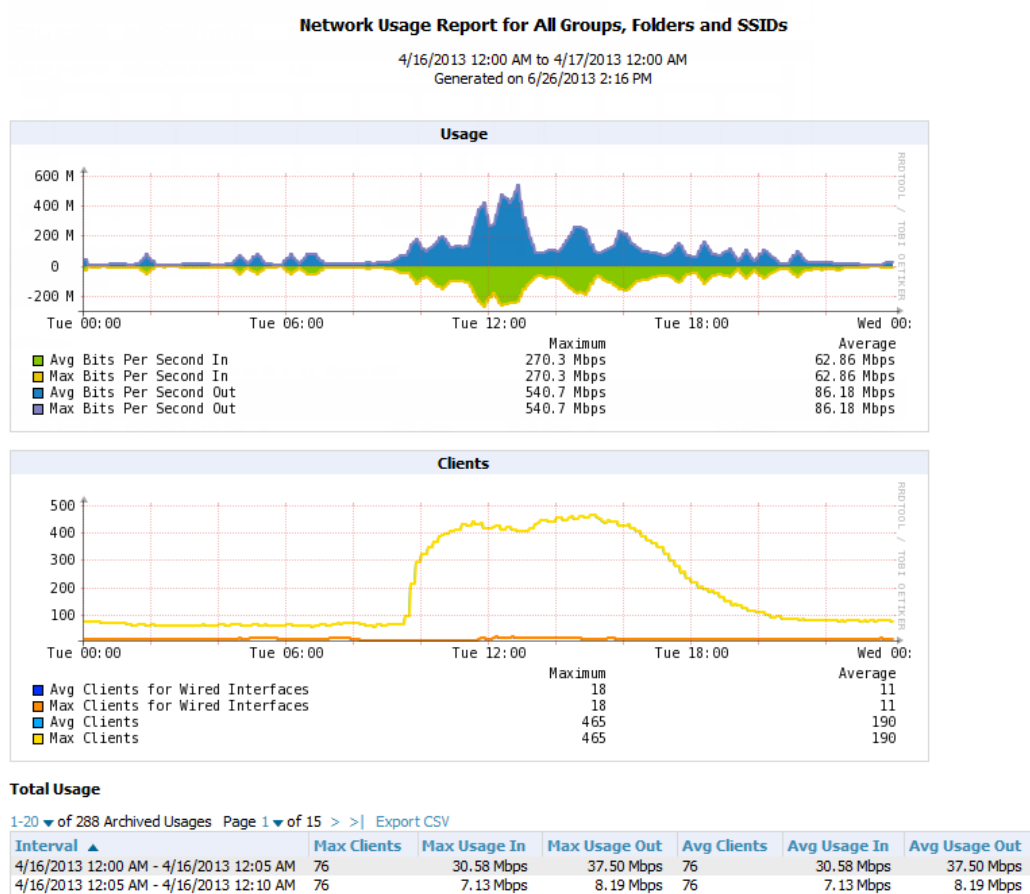 Network Usage Report for All Groups, Folders and SSIDs
4/16/2013 12:00 AM to 4/17/2013 12:00 AM
Generated on 6/26/2013 2:16 PM
Usage
600 M
400 M
200 M
0
-200 M
RRDTOOL / TOBI OETIKER
Tue 00:00 Tue 06:00 Tue 12:00 Tue 18:00 Wed 00:
Maximum Average
Avg Bits Per Second In 270.3 Mbps 62.86 Mbps
Max Bits Per Second In 270.3 Mbps 62.86 Mbps
Avg Bits Per Second Out 540.7 Mbps 86.18 Mbps
Max Bits Per Second Out 540.7 Mbps 86.18 Mbps
Clients
500
400
300
200
100
RRDTOOL / TOBI OETIKER
Tue 00:00 Tue 06:00 Tue 12:00 Tue 18:00 Wed 00:
Maximum Average
Avg Clients for Wired Interfaces 18 11
Max Clients for Wired Interfaces 18 11
Avg Clients 465 190
Max Clients 465 190
Total Usage
1-20 of 288 Archived Usages Page 1 of 15 > >| Export CSV
Interval Max Clients Max Usage In Max Usage Out Avg Clients Avg Usage In Avg Usage Out
4/16/2013 12:00 AM - 4/16/2013 12:05 AM 76 30.58 Mbps 37.50 Mbps 76 30.58 Mbps 37.50 Mbps
4/16/2013 12:05 AM - 4/16/2013 12:10 AM 76 7.13 Mbps 8.19 Mbps 76 7.13 Mbps 8.19 Mbps